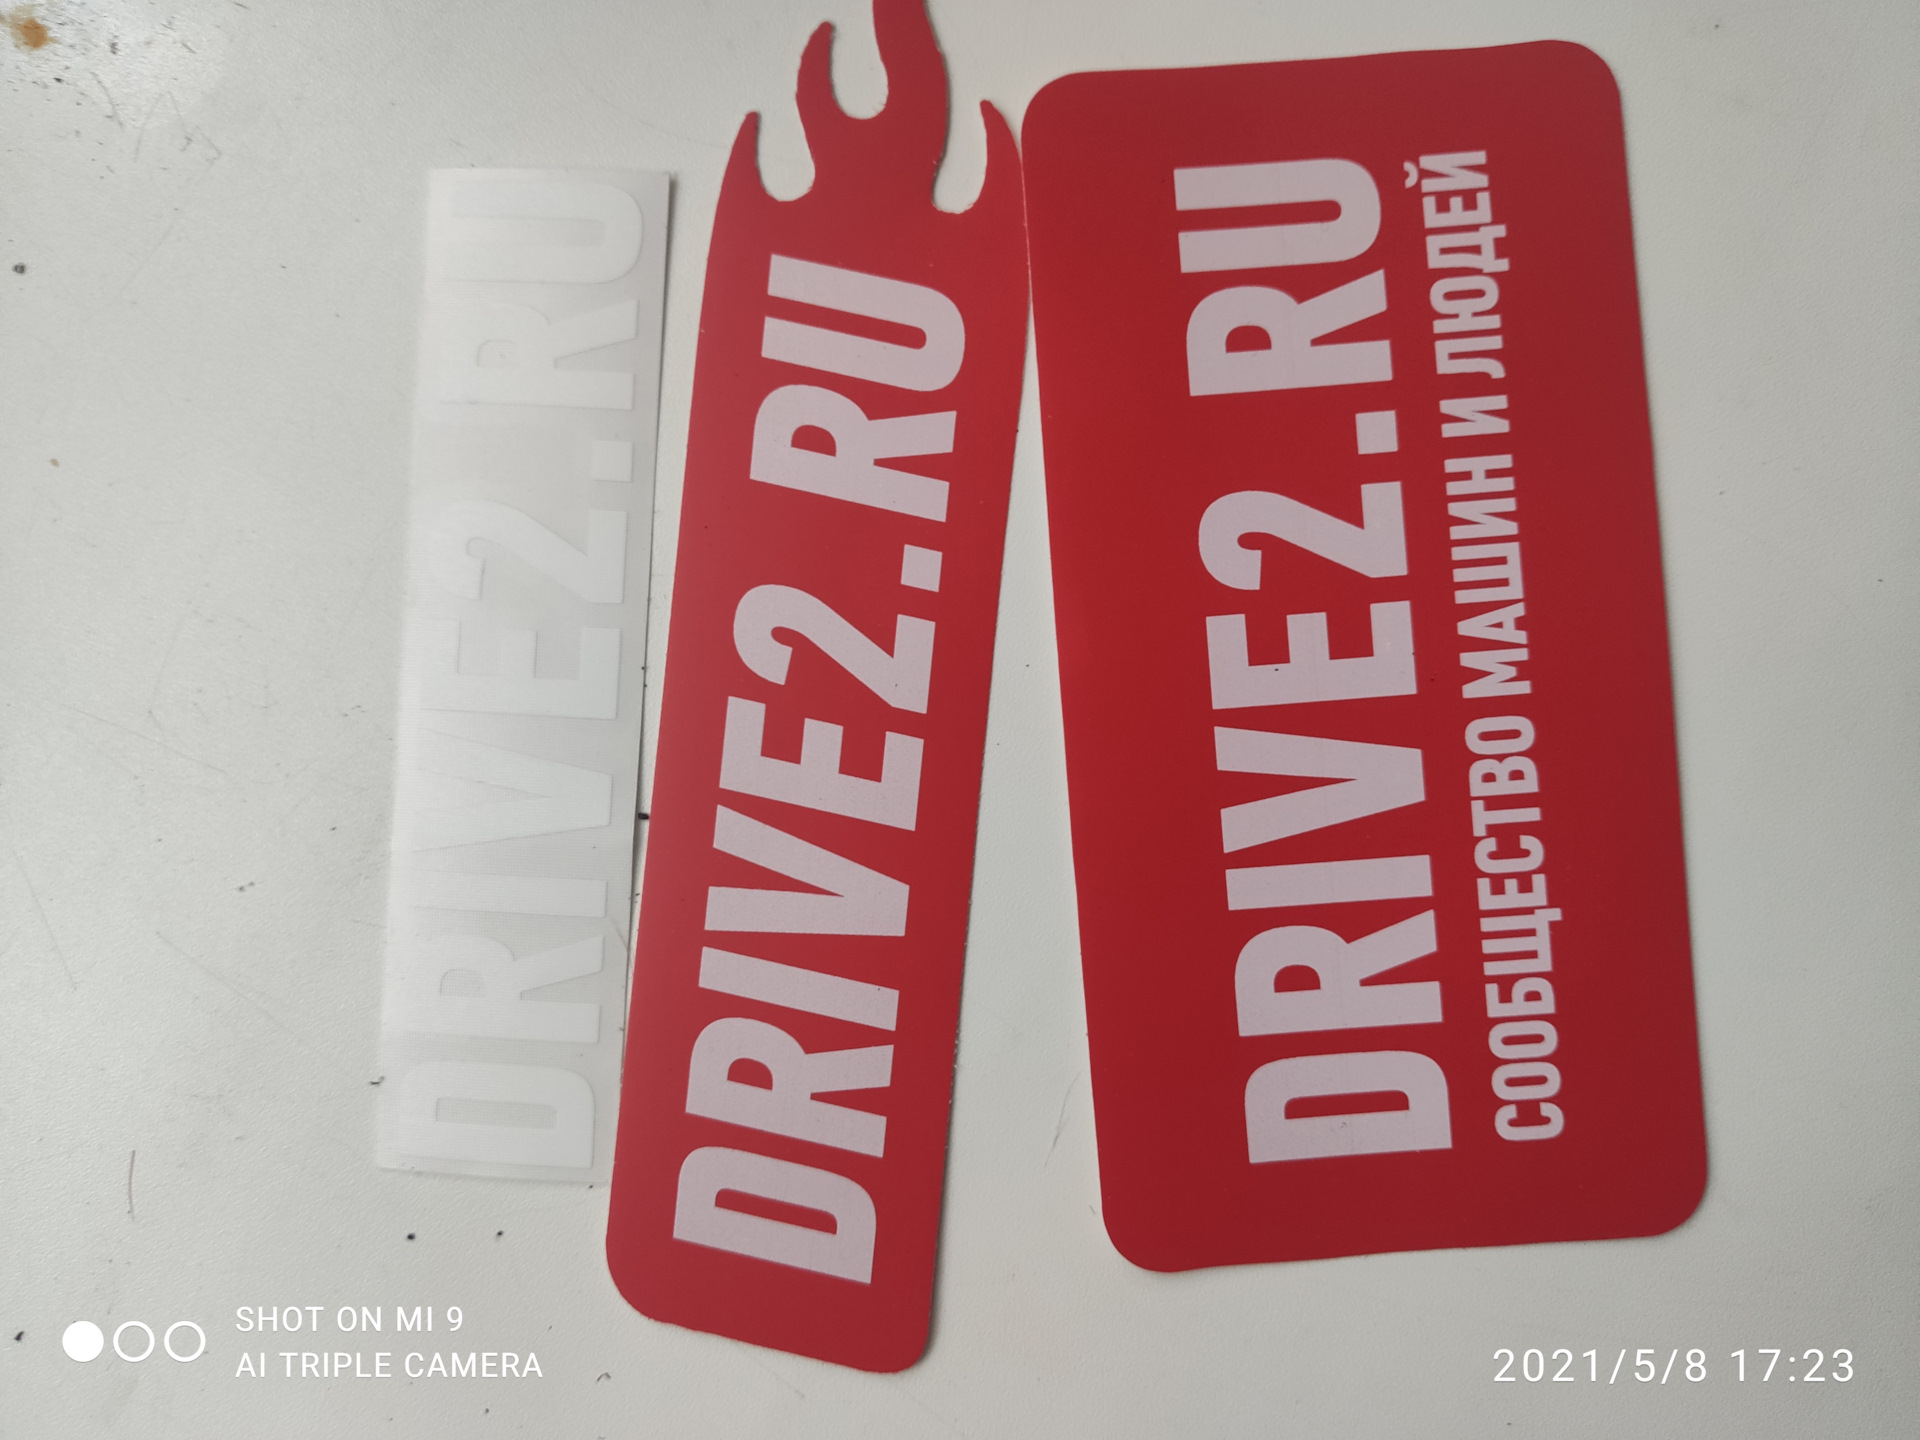 DRIVE2.RU
DRIVE2.RU
DRIVE2.RU
СООБЩЕСТВО МАШИН И ЛЮДЕЙ
SHOT ON MI 9
AI TRIPLE CAMERA
2021/5/8 17:23